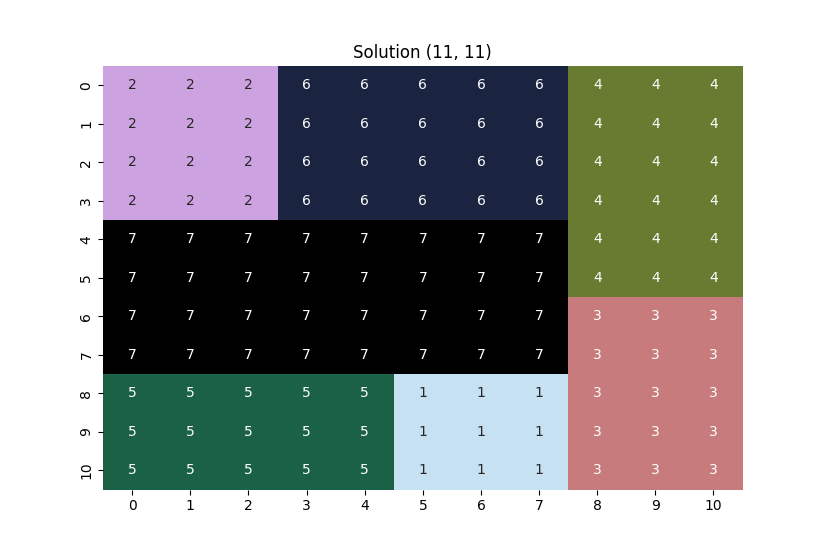 Solution (11, 11)
0 2 2 2 6 6 6 6 6 4 4 4
1 2 2 2 6 6 6 6 6 4 4 4
2 2 2 2 6 6 6 6 6 4 4 4
3 2 2 2 6 6 6 6 6 4 4 4
4 7 7 7 7 7 7 7 7 4 4 4
5 7 7 7 7 7 7 7 7 4 4 4
6 7 7 7 7 7 7 7 7 3 3 3
7 7 7 7 7 7 7 7 7 3 3 3
8 5 5 5 5 5 1 1 1 3 3 3
9 5 5 5 5 5 1 1 1 3 3 3
10 5 5 5 5 5 1 1 1 3 3 3
0 1 2 3 4 5 6 7 8 9 10